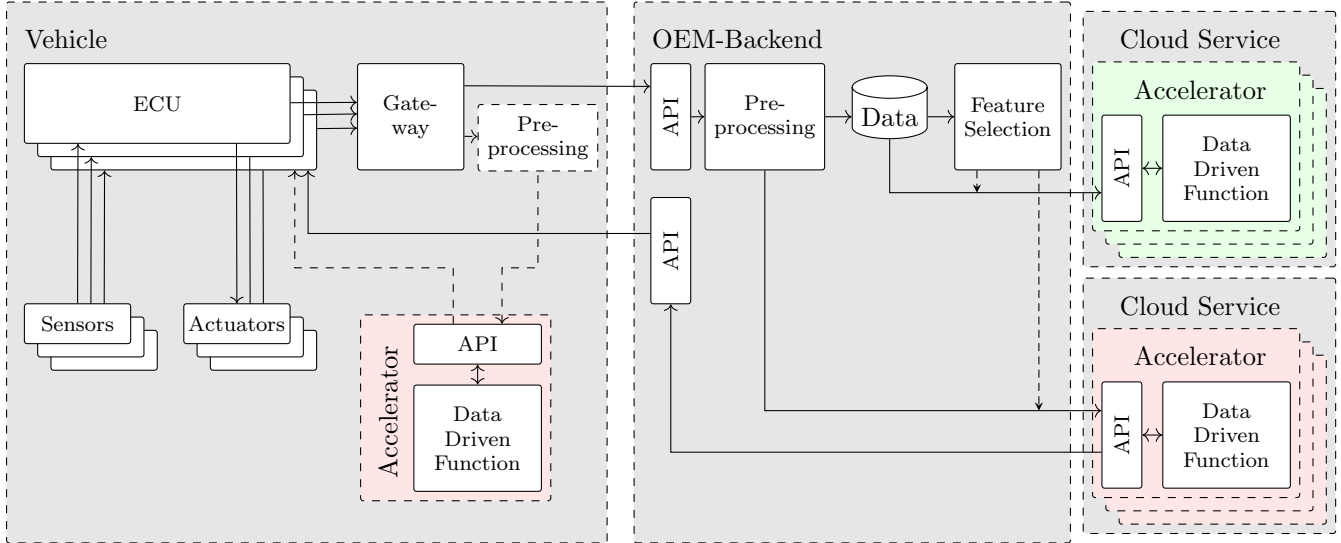 Vehicle
ECU
Gate-
way
Pre-
processing
Sensors
Actuators
Accelerator
API
Data
Driven
Function
OEM-Backend
API
Pre-
processing
Data
Feature
Selection
API
Cloud Service
Accelerator
API
Data
Driven
Function
Cloud Service
Accelerator
API
Data
Driven
Function